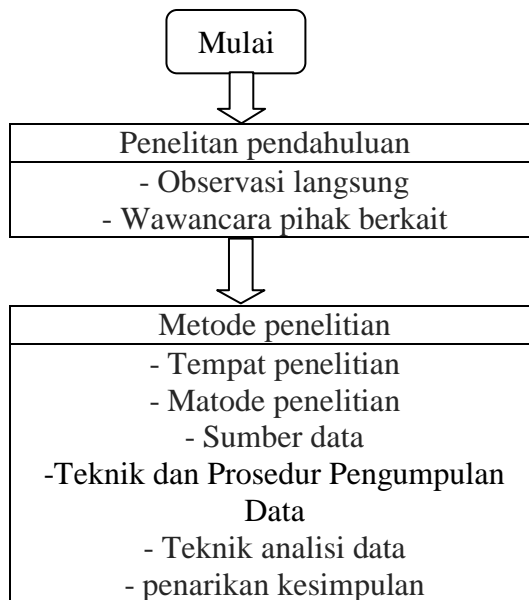 Mulai
Penelitan pendahuluan
- Observasi langsung
- Wawancara pihak berkait
Metode penelitian
- Tempat penelitian
- Matode penelitian
- Sumber data
-Teknik dan Prosedur Pengumpulan
Data
- Teknik analisi data
- penarikan kesimpulan